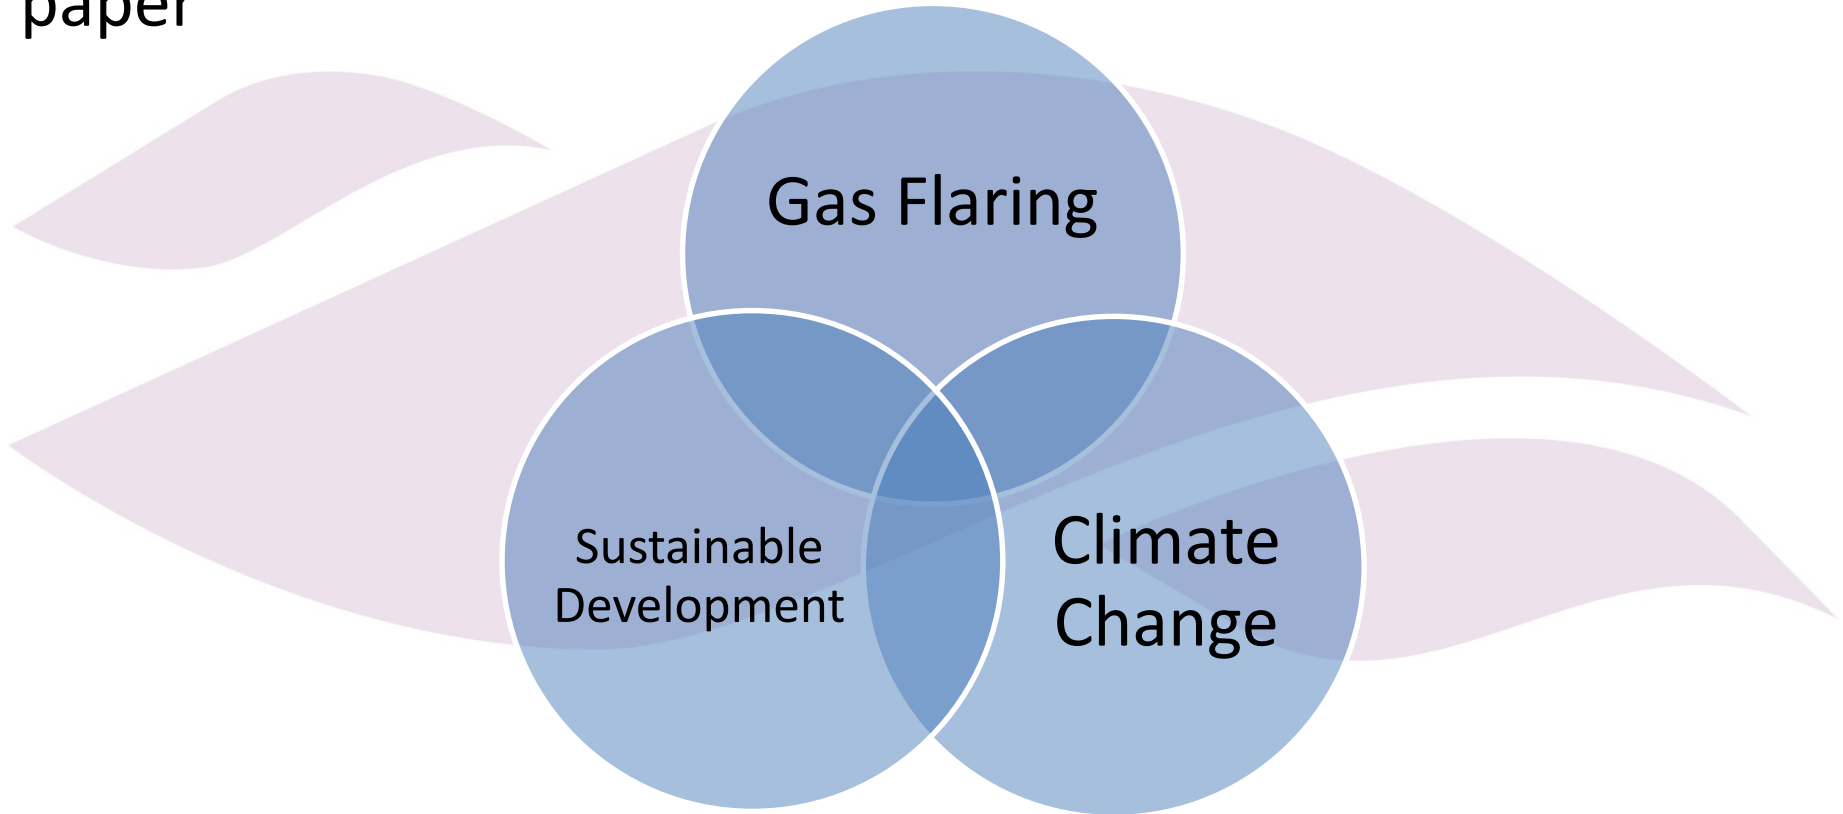 paper
Gas Flaring
Sustainable
Development
Climate
Change